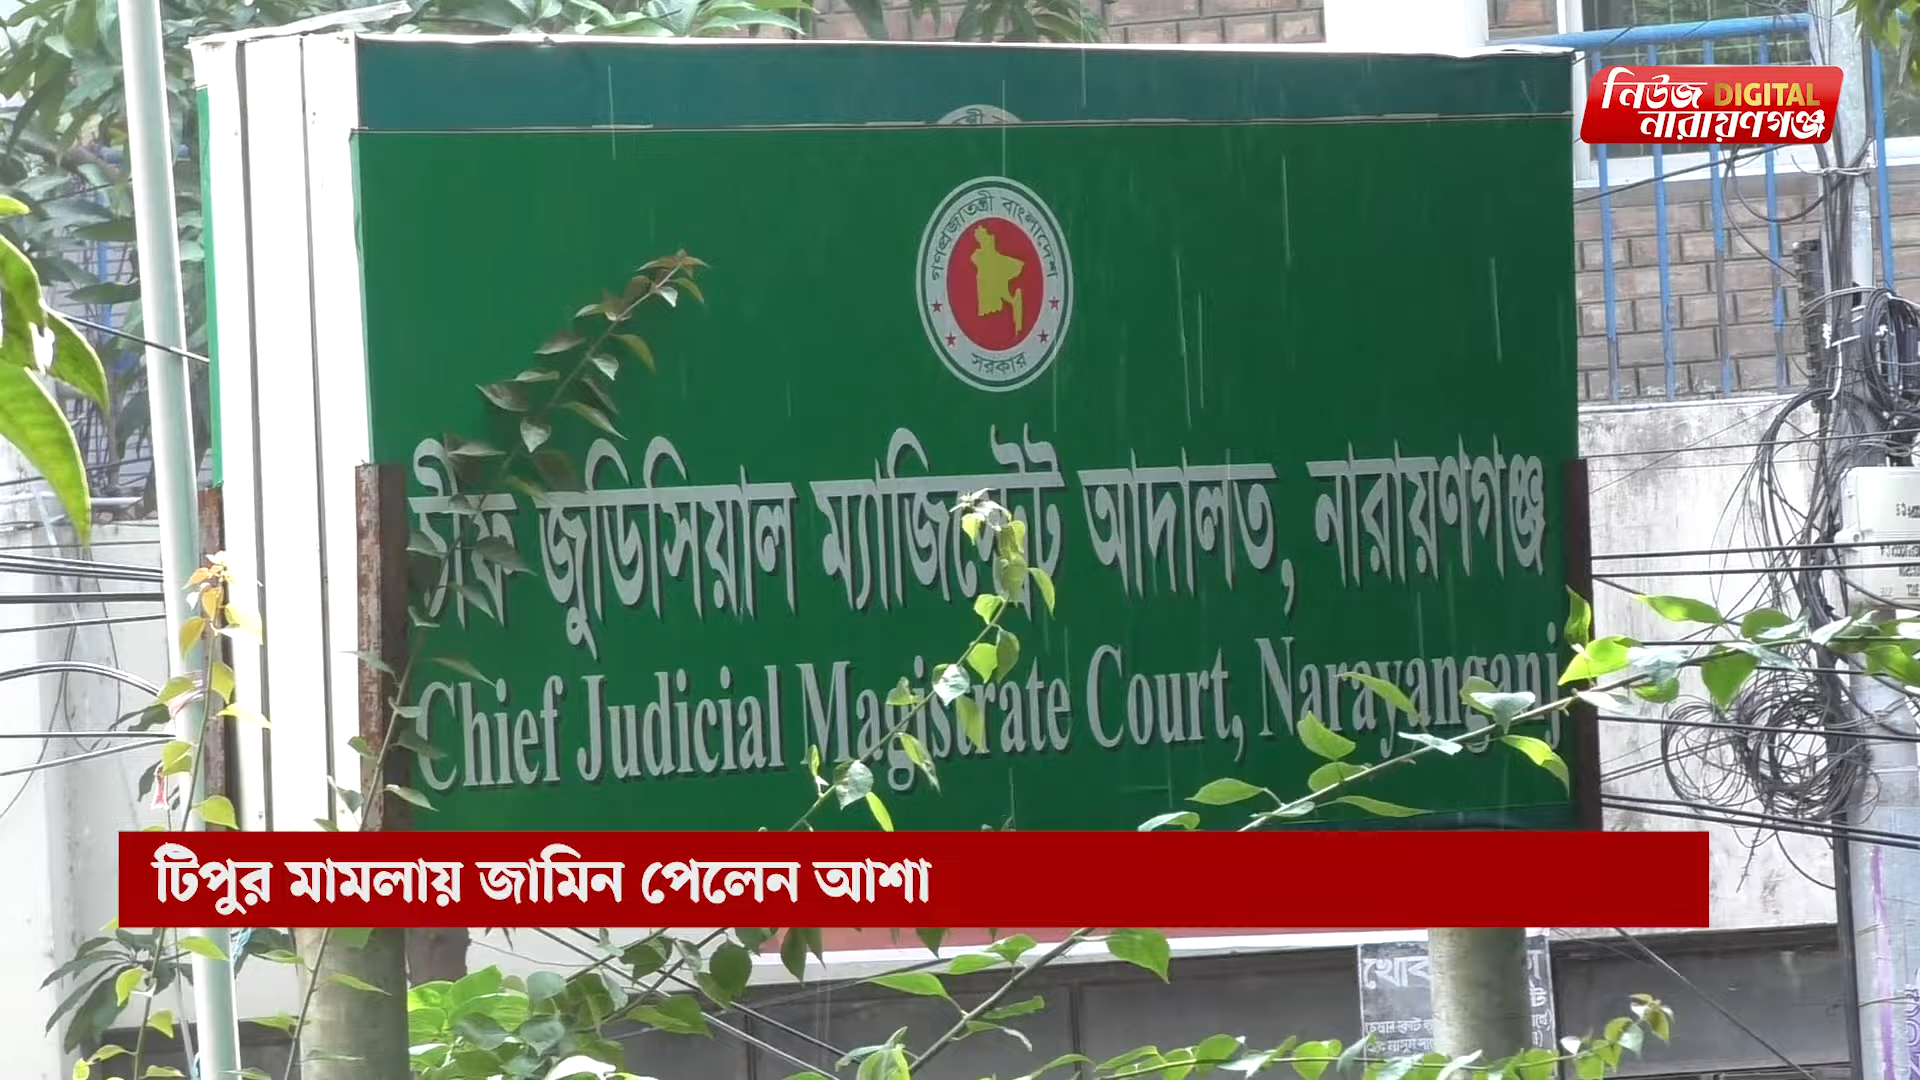 নিউজ DIGITAL
নারায়ণগঞ্জ
গণপ্রজাতন্ত্রী বাংলাদেশ
সরকার
চীফ জুডিসিয়াল ম্যাজিস্ট্রেট আদালত, নারায়ণগঞ্জ
Chief Judicial Magistrate Court, Narayanganj
টিপুর মামলায় জামিন পেলেন আশা